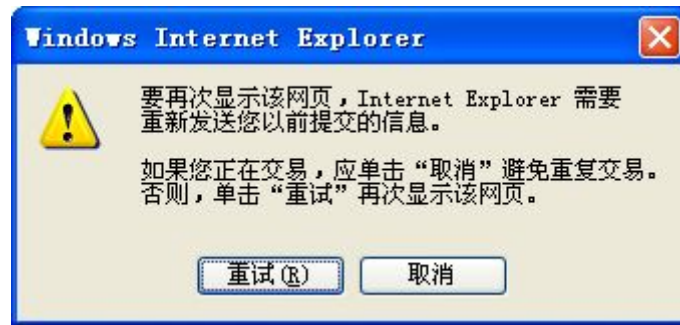 Windows Internet Explorer
要再次显示该网页，Internet Explorer 需要
重新发送您以前提交的信息。
如果您正在交易，应单击“取消”避免重复交易。
否则，单击“重试”再次显示该网页。
重试(R) 取消